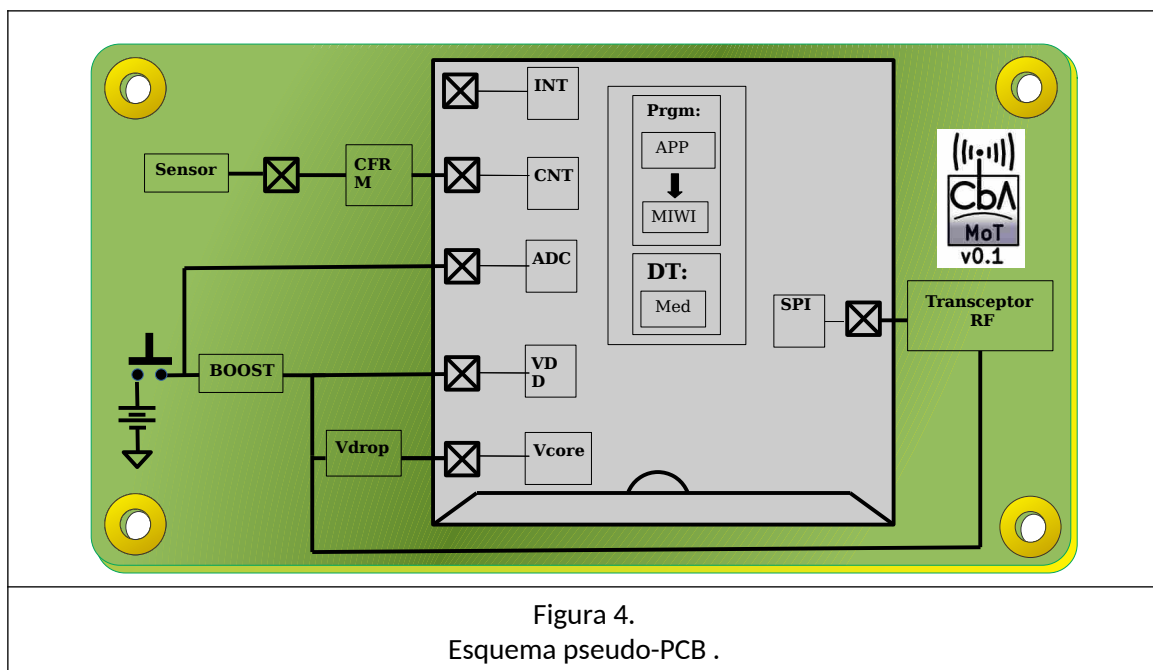 INT
Prgm:
APP
MIWI
Sensor
CFR
M
CNT
CbA
MoT
v0.1
ADC
DT:
Med
SPI
Transceptor
RF
BOOST
VD
D
Vdrop
Vcore
Figura 4.
Esquema pseudo-PCB .